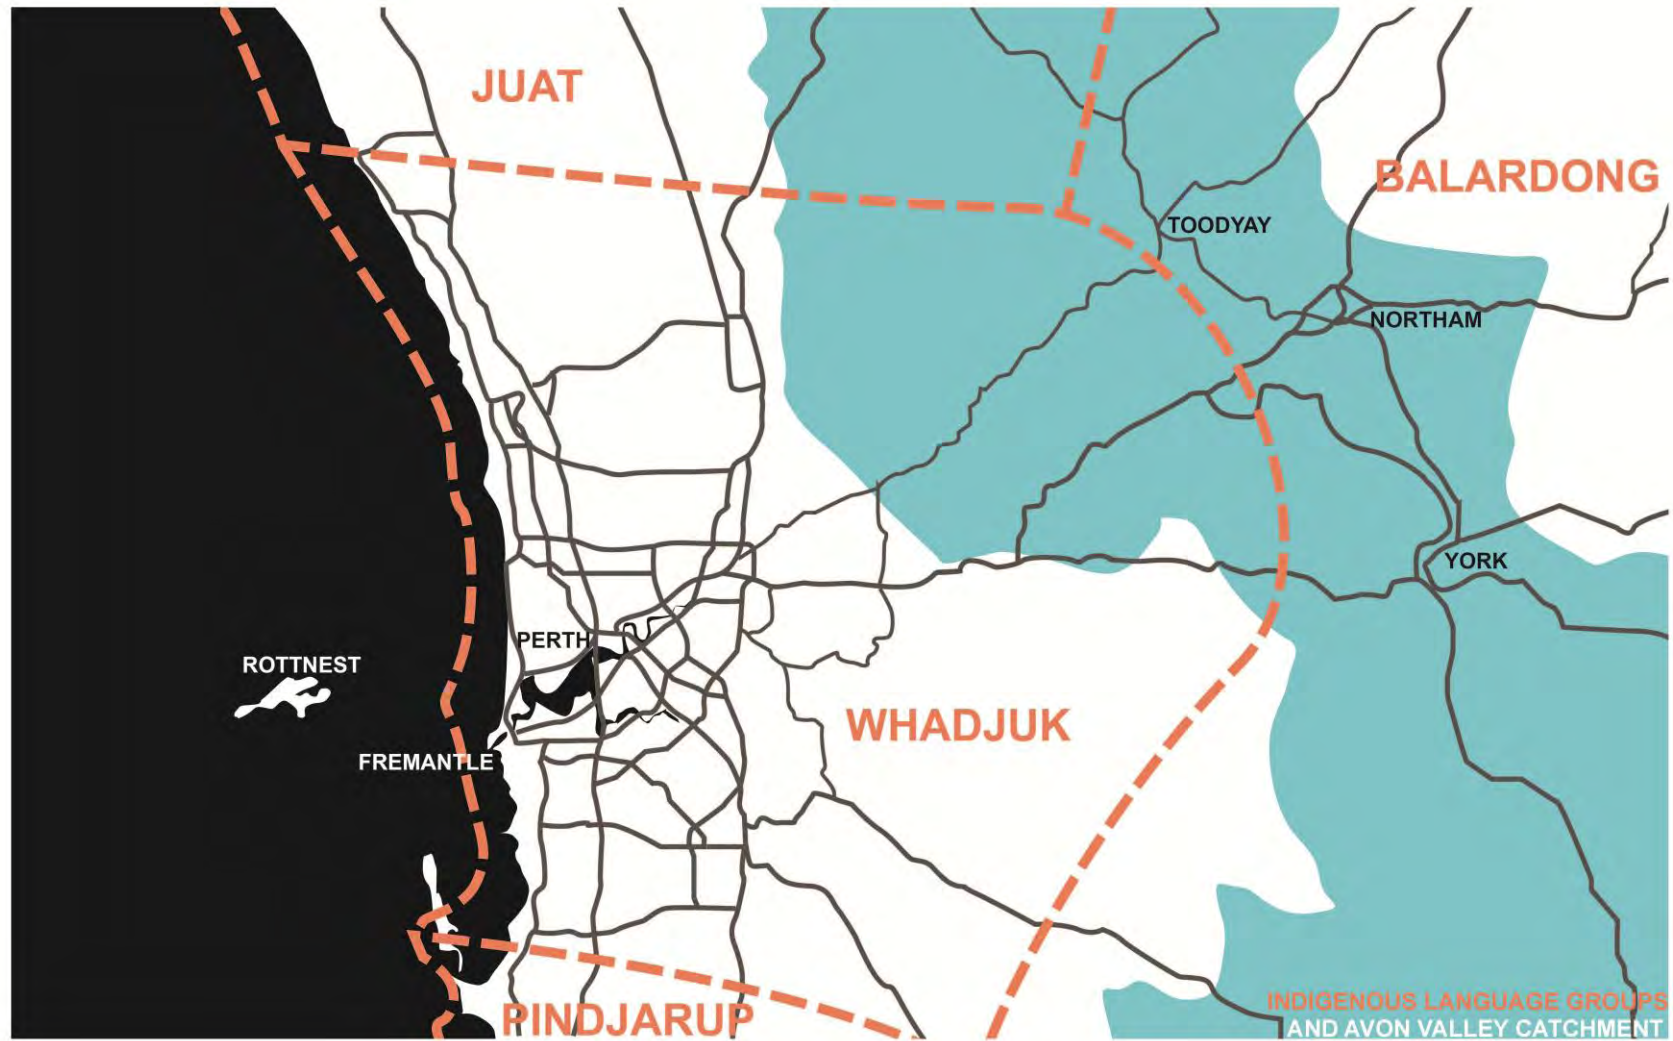 JUAT
BALARDONG
TOODYAY
NORTHAM
YORK
PERTH
ROTTNEST
WHADJUK
FREMANTLE
PINDJARUP
INDIGENOUS LANGUAGE GROUPS
AND AVON VALLEY CATCHMENT